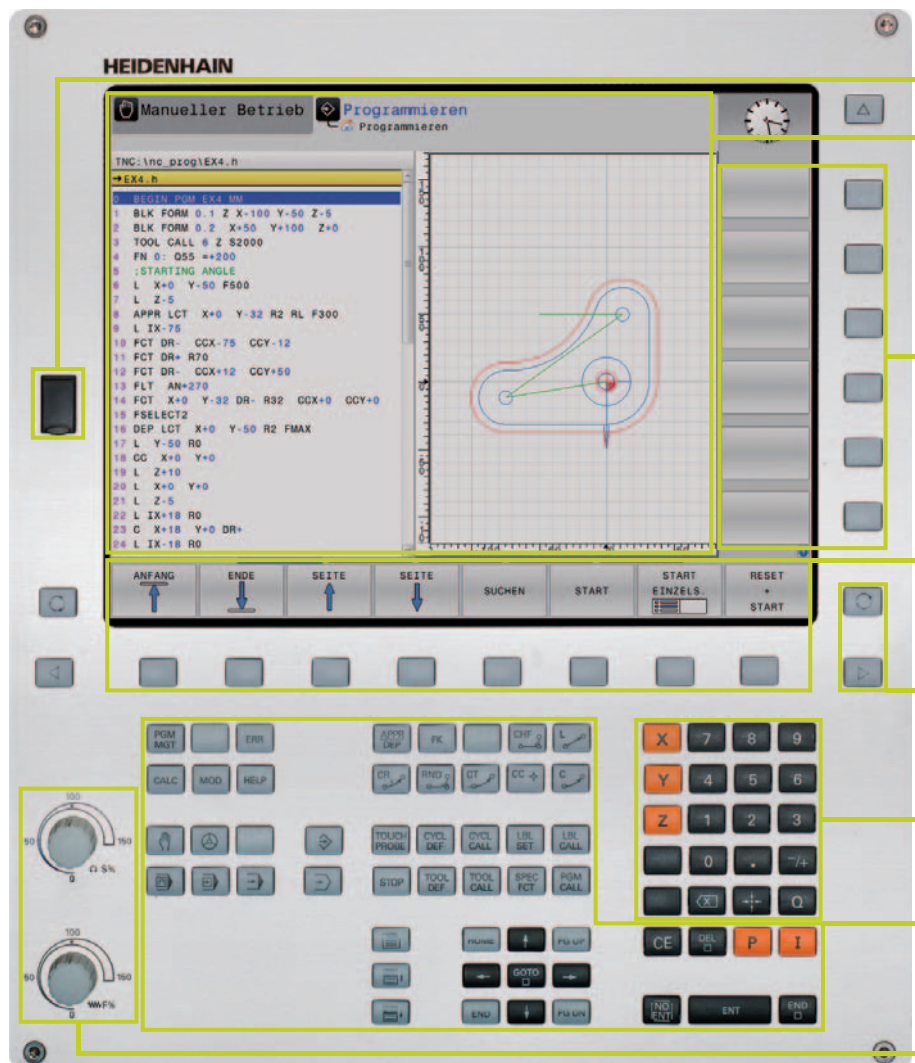 HEIDENHAIN
Manueller Betrieb
Programmieren
Programmieren
TNC:\nc_prog\EX4.h
→EX4.h
0 BEGIN PGM EX4 MM
1 BLK FORM 0.1 Z X-100 Y-50 Z-5
2 BLK FORM 0.2 X+50 Y+100 Z+0
3 TOOL CALL 6 Z S2000
4 FN 0: Q55 =+200
5 ;STARTING ANGLE
6 L X+0 Y-50 F500
7 L Z-5
8 APPR LCT X+0 Y-32 R2 RL F300
9 L IX-75
10 FCT DR- CCX-75 CCY-12
11 FCT DR+ R70
12 FCT DR- CCX+12 CCY+50
13 FLT AN+270
14 FCT X+0 Y-32 DR- R32 CCX+0 CCY+0
15 FSELECT2
16 DEP LCT X+0 Y-50 R2 FMAX
17 L Y-50 R0
18 CC X+0 Y+0
19 L Z+10
20 L X+0 Y+0
21 L Z-5
22 L IX+18 R0
23 C X+18 Y+0 DR+
24 L IX-18 R0
ANFANG
ENDE
SEITE
SEITE
SUCHEN
START
START
EINZELS.
RESET
+
START
PGM
MGT
ERR
APPR
DEP
FK
CHF
L
X
7
8
9
CALC
MOD
HELP
CR
RND
CT
CC
C
Y
4
5
6
Z
1
2
3
100
50
150
0
S%
TOUCH
PROBE
CYCL
DEF
CYCL
CALL
LBL
SET
LBL
CALL
0
.
-/+
STOP
TOOL
DEF
TOOL
CALL
SPEC
FCT
PGM
CALL
X
Q
100
50
150
0
F%
HOME
PG UP
CE
DEL
P
I
GOTO
END
PG DN
NO
ENT
ENT
END